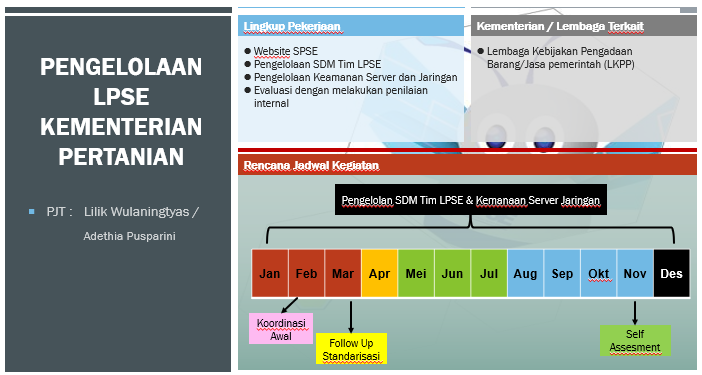 PENGELOLAAN
LPSE
KEMENTERIAN
PERTANIAN
PJT : Lilik Wulaningtyas /
Adethia Pusparini
Lingkup Pekerjaan
Website SPSE
Pengelolaan SDM Tim LPSE
Pengelolaan Keamanan Server dan Jaringan
Evaluasi dengan melakukan penilaian
internal
Kementerian / Lembaga Terkait
Lembaga Kebijakan Pengadaan
Barang/Jasa pemerintah (LKPP)
Rencana Jadwal Kegiatan
Pengelolan SDM Tim LPSE & Kemanaan Server Jaringan
Jan Feb Mar Apr Mei Jun Jul Aug Sep Okt Nov Des
Koordinasi
Awal
Follow Up
Standarisasi
Self
Assesment